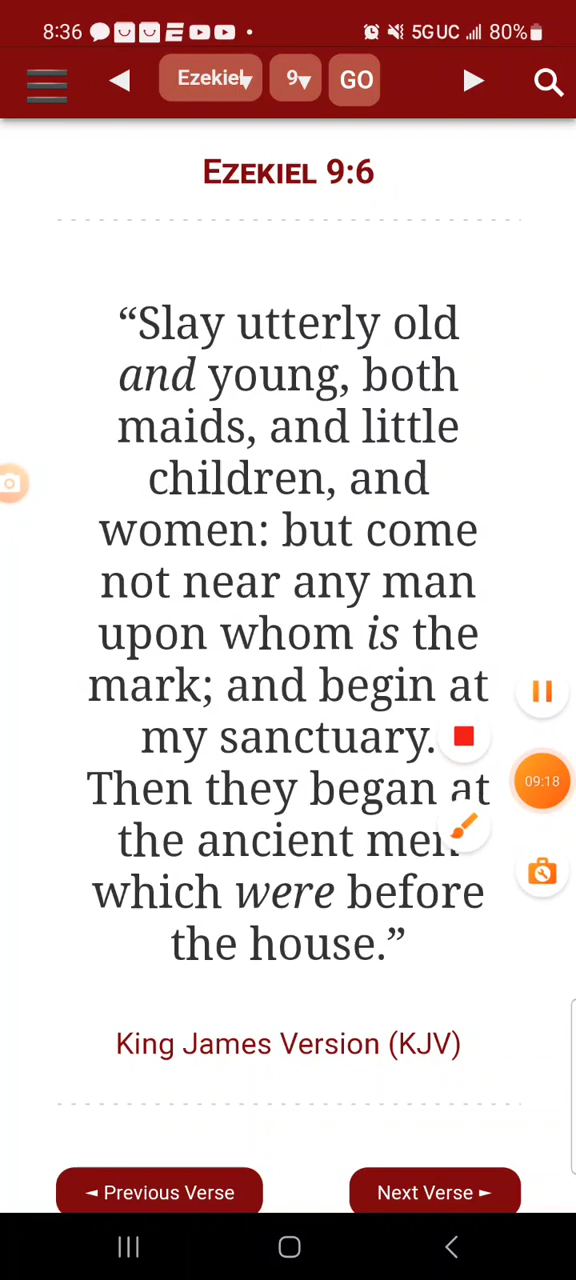 8:36 5GUC 80%
Ezekiel 9 GO
EZEKIEL 9:6
“Slay utterly old
and young, both
maids, and little
children, and
women: but come
not near any man
upon whom is the
mark; and begin at
my sanctuary.
Then they began at
the ancient men
which were before
the house.”
09:18
King James Version (KJV)
◄ Previous Verse
Next Verse ►